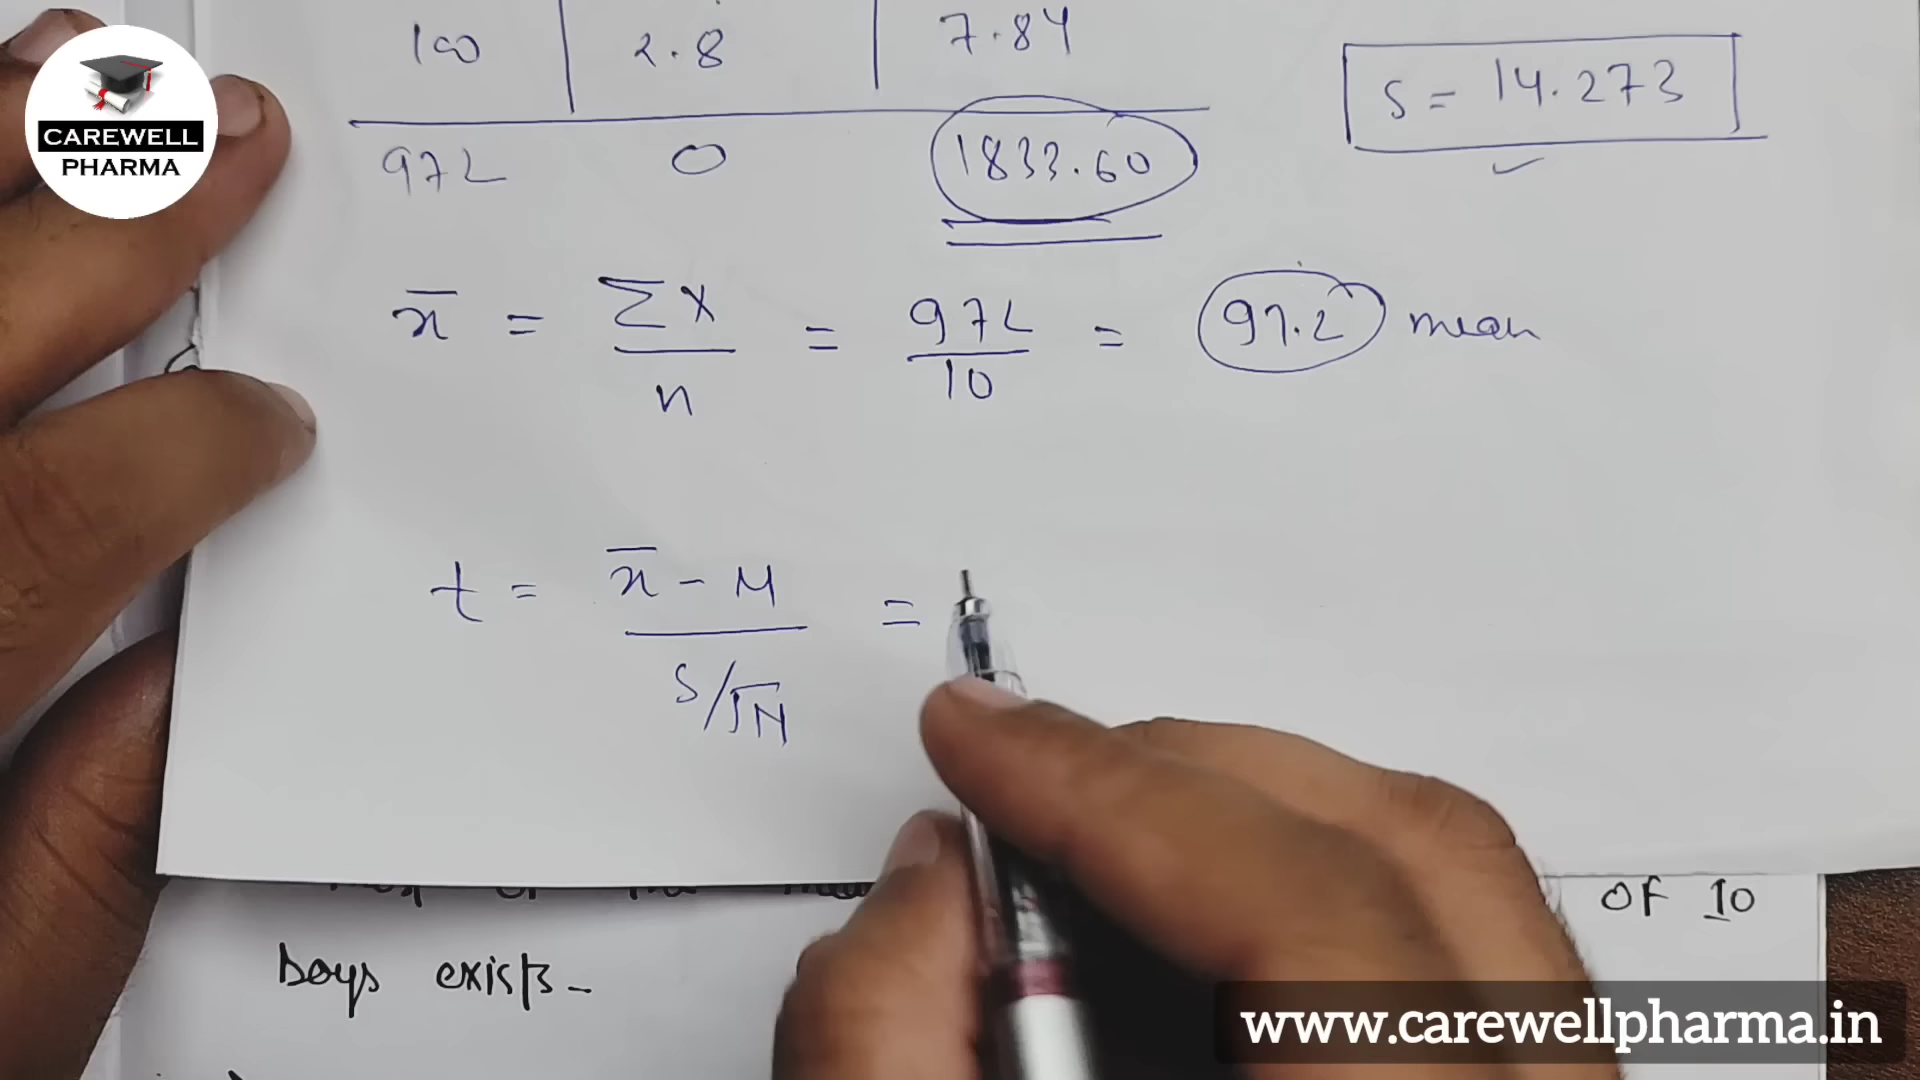 CAREWELL
PHARMA
100 2.8 7.84
972 0 1833.60
S = 14.273
x̄ = ΣX / n = 972 / 10 = 97.2 mean
t = x̄ - M / S/√N =
of 10
boys exists-
www.carewellpharma.in